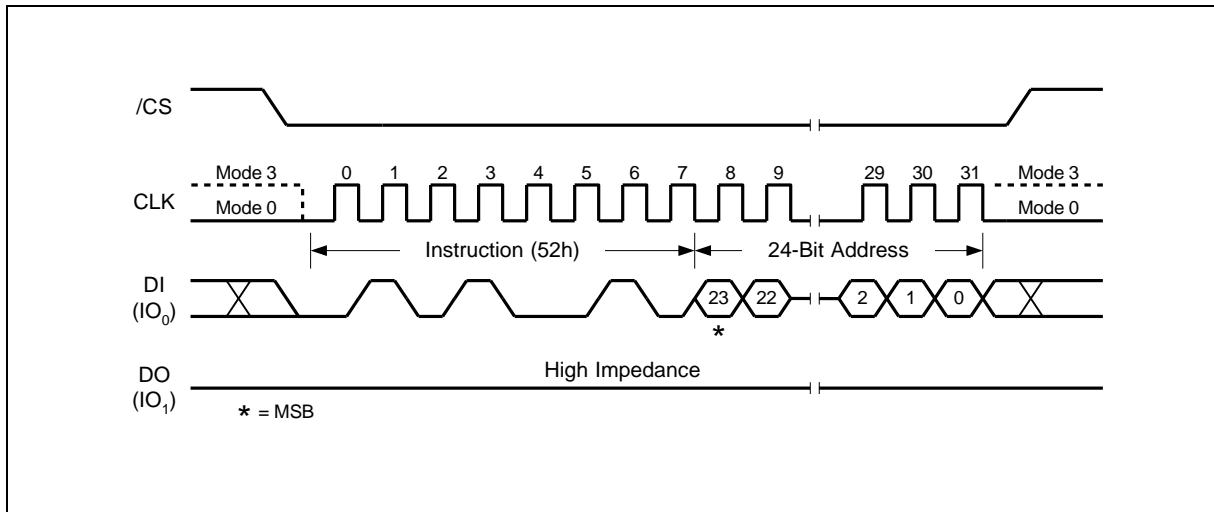 /CS
Mode 3 0 1 2 3 4 5 6 7 8 9 29 30 31 Mode 3
CLK
Mode 0 Mode 0
Instruction (52h) 24-Bit Address
DI
(IO0)
23 22 2 1 0
*
High Impedance
DO
(IO1)
* = MSB